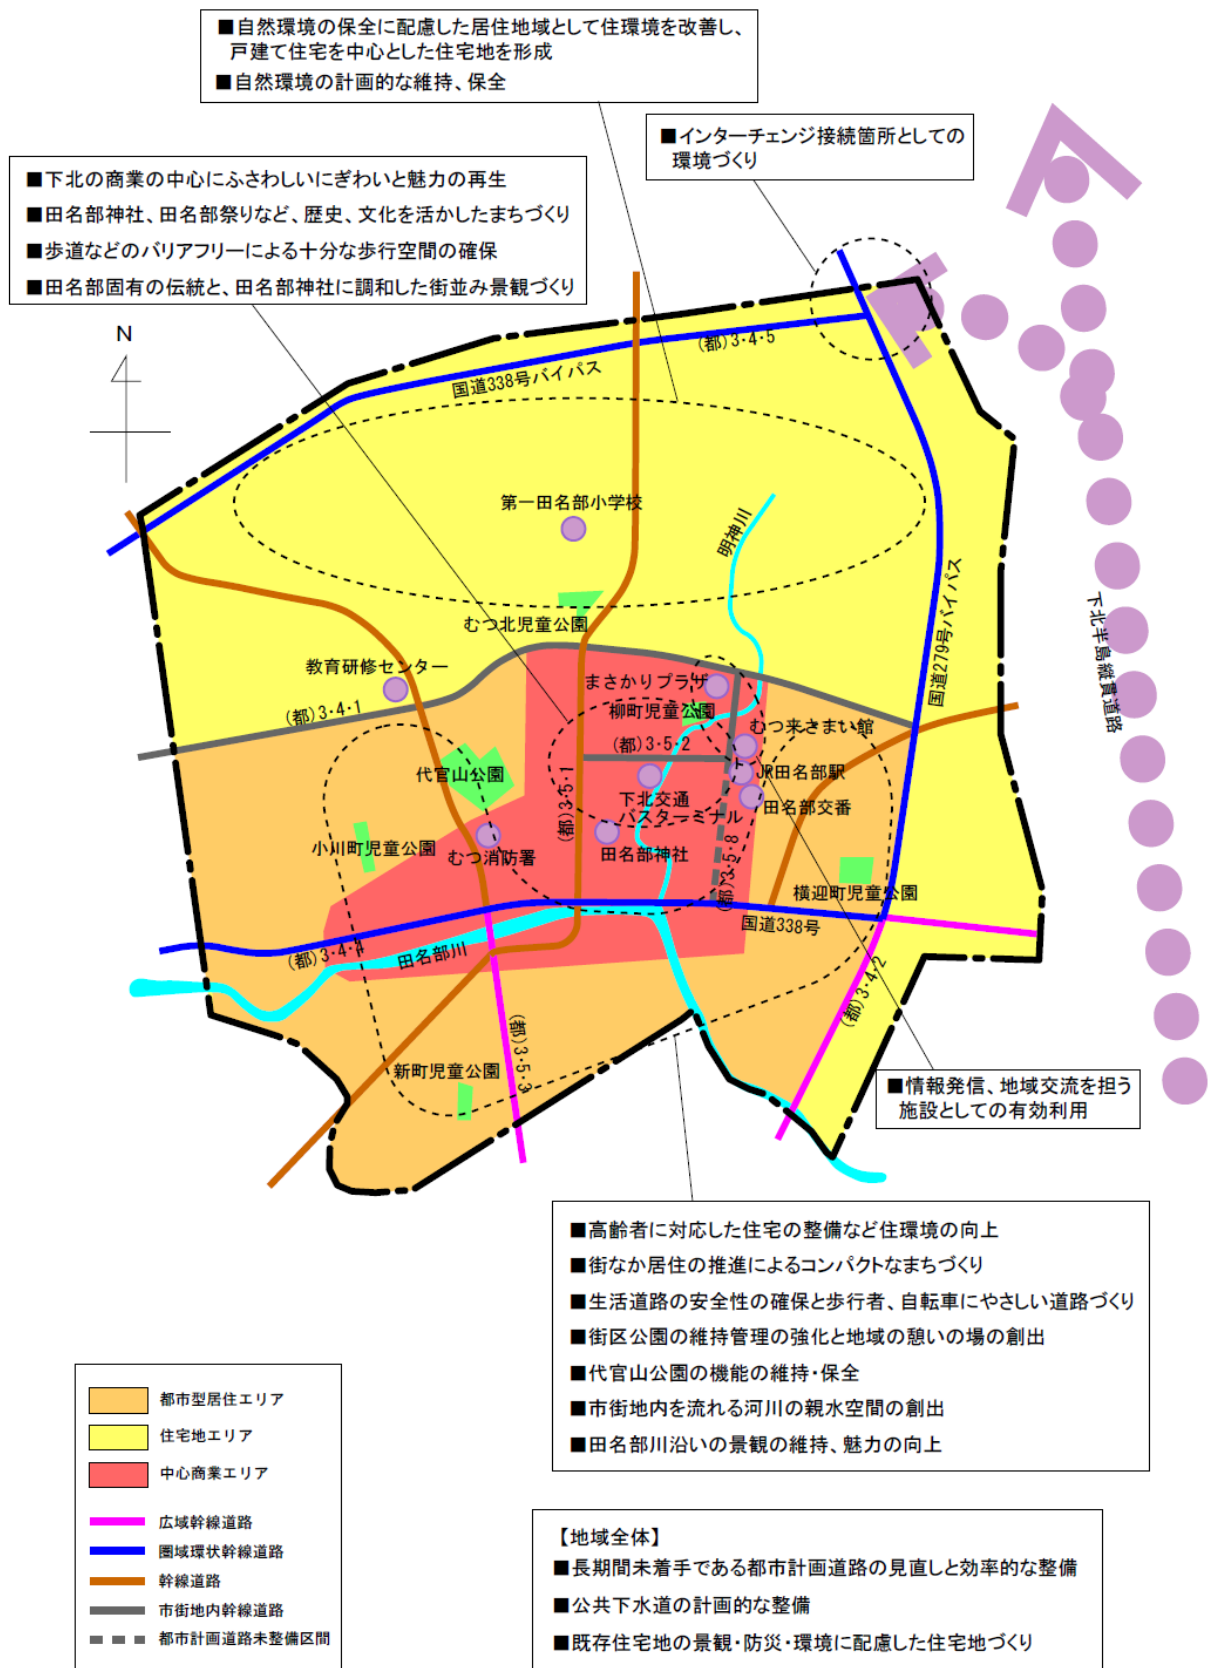 ■自然環境の保全に配慮した居住地域として住環境を改善し、
戸建て住宅を中心とした住宅地を形成
■自然環境の計画的な維持、保全
■インターチェンジ接続箇所としての
環境づくり
■下北の商業の中心にふさわしいにぎわいと魅力の再生
■田名部神社、田名部祭りなど、歴史、文化を活かしたまちづくり
■歩道などのバリアフリーによる十分な歩行空間の確保
■田名部固有の伝統と、田名部神社に調和した街並み景観づくり
N
(都)3・4・5
国道338号バイパス
第一田名部小学校
明神川
むつ北児童公園
国道279号バイパス
下北半島縦貫道路
教育研修センター
まさかりプラザ
(都)3・4・1
柳町児童公園
むつ来さまい館
(都)3・5・2
代官山公園
JR田名部駅
下北交通
バスターミナル
田名部交番
(都)3・5・1
小川町児童公園
むつ消防署
田名部神社
(都)3・5・8
横迎町児童公園
国道338号
(都)3・4・4
田名部川
(都)3・4・2
(都)3・5・3
新町児童公園
■情報発信、地域交流を担う
施設としての有効利用
■高齢者に対応した住宅の整備など住環境の向上
■街なか居住の推進によるコンパクトなまちづくり
■生活道路の安全性の確保と歩行者、自転車にやさしい道路づくり
■街区公園の維持管理の強化と地域の憩いの場の創出
■代官山公園の機能の維持・保全
■市街地内を流れる河川の親水空間の創出
■田名部川沿いの景観の維持、魅力の向上
都市型居住エリア
住宅地エリア
中心商業エリア
広域幹線道路
圏域環状幹線道路
幹線道路
市街地内幹線道路
都市計画道路未整備区間
【地域全体】
■長期間未着手である都市計画道路の見直しと効率的な整備
■公共下水道の計画的な整備
■既存住宅地の景観・防災・環境に配慮した住宅地づくり